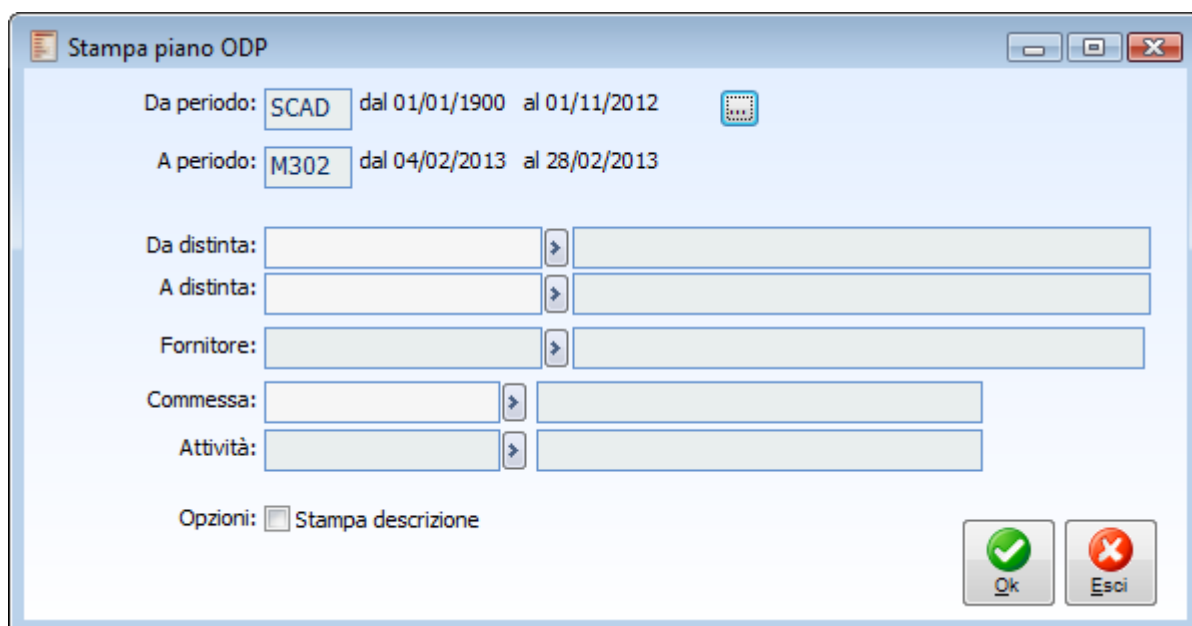 Stampa piano ODP
Da periodo: SCAD dal 01/01/1900 al 01/11/2012 ...
A periodo: M302 dal 04/02/2013 al 28/02/2013
Da distinta:
A distinta:
Fornitore:
Commessa:
Attività:
Opzioni: Stampa descrizione
Ok Esci